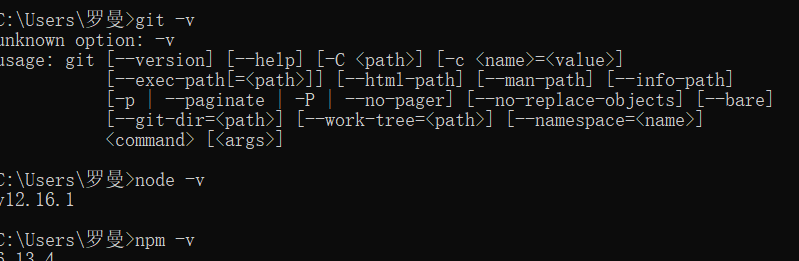 C:\Users\罗曼>git -v
unknown option: -v
usage: git [--version] [--help] [-C <path>] [-c <name>=<value>]
[--exec-path[=<path>]] [--html-path] [--man-path] [--info-path]
[-p | --paginate | -P | --no-pager] [--no-replace-objects] [--bare]
[--git-dir=<path>] [--work-tree=<path>] [--namespace=<name>]
<command> [<args>]
C:\Users\罗曼>node -v
v12.16.1
C:\Users\罗曼>npm -v
6.13.4